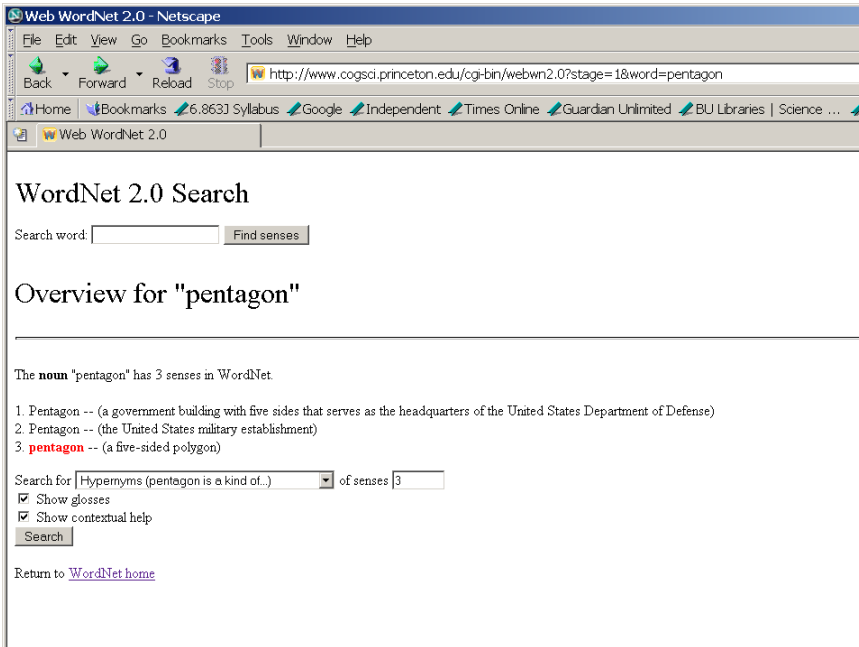 Web WordNet 2.0 - Netscape
File Edit View Go Bookmarks Tools Window Help
Back Forward Reload Stop http://www.cogsci.princeton.edu/cgi-bin/webwn2.0?stage=1&word=pentagon
Home Bookmarks 6.863J Syllabus Google Independent Times Online Guardian Unlimited BU Libraries | Science ...
Web WordNet 2.0
WordNet 2.0 Search
Search word: Find senses
Overview for "pentagon"
The noun "pentagon" has 3 senses in WordNet.
1. Pentagon -- (a government building with five sides that serves as the headquarters of the United States Department of Defense)
2. Pentagon -- (the United States military establishment)
3. pentagon -- (a five-sided polygon)
Search for Hypernyms (pentagon is a kind of...) of senses 3
Show glosses
Show contextual help
Search
Return to WordNet home